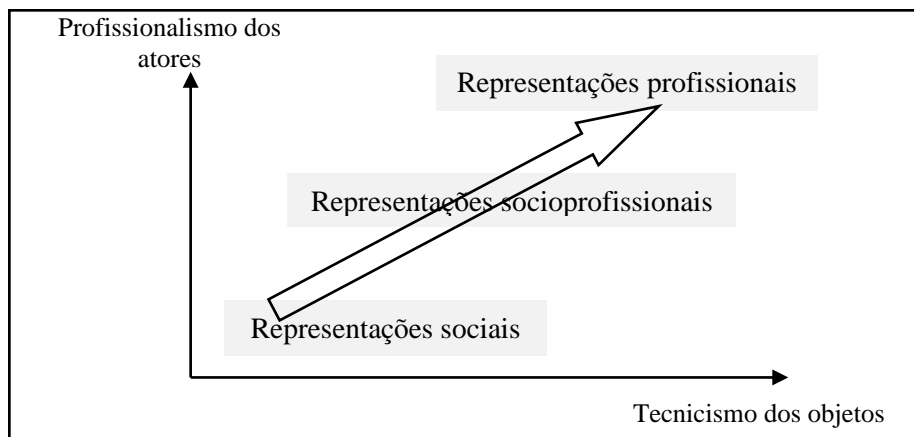 Profissionalismo dos
atores
Representações profissionais
Representações socioprofissionais
Representações sociais
Tecnicismo dos objetos